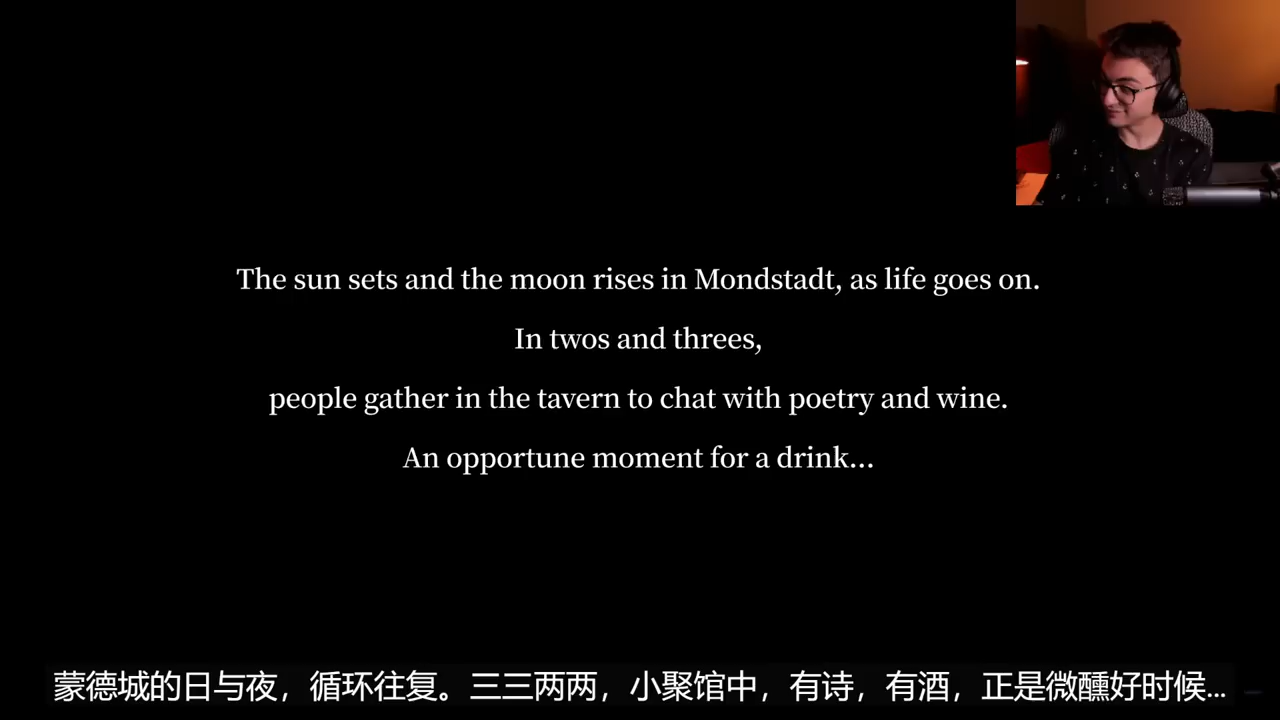 The sun sets and the moon rises in Mondstadt, as life goes on.
In twos and threes,
people gather in the tavern to chat with poetry and wine.
An opportune moment for a drink...
蒙德城的日与夜，循环往复。三三两两，小聚馆中，有诗，有酒，正是微醺好时候...